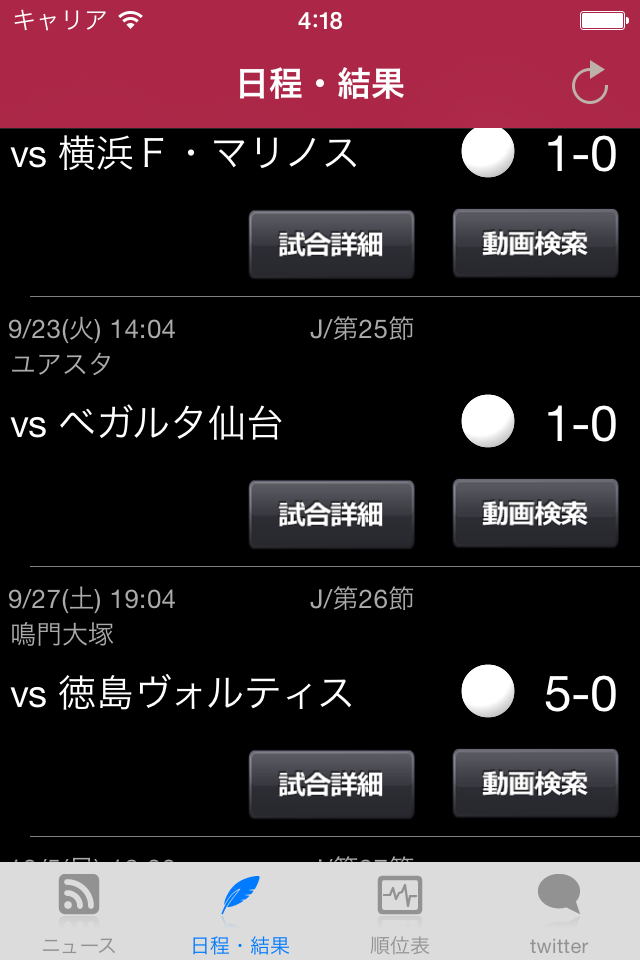 キャリア 4:18
日程・結果
vs 横浜Ｆ・マリノス 1-0
試合詳細 動画検索
9/23(火) 14:04 J/第25節
ユアスタ
vs ベガルタ仙台 1-0
試合詳細 動画検索
9/27(土) 19:04 J/第26節
鳴門大塚
vs 徳島ヴォルティス 5-0
試合詳細 動画検索
ニュース 日程・結果 順位表 twitter